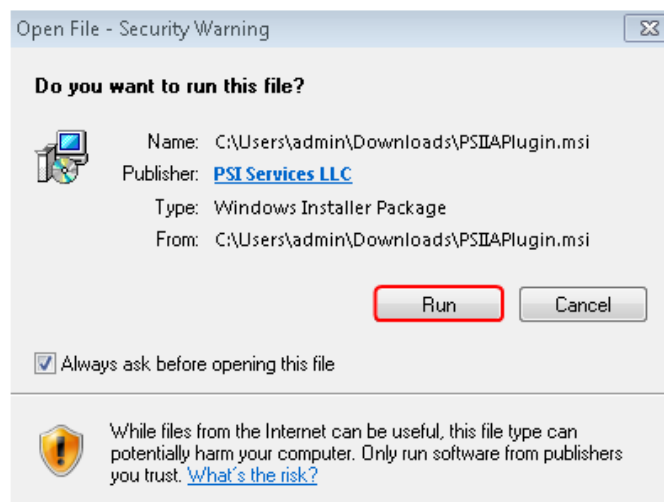 Open File - Security Warning
Do you want to run this file?
Name: C:\Users\admin\Downloads\PSIIAPlugin.msi
Publisher: PSI Services LLC
Type: Windows Installer Package
From: C:\Users\admin\Downloads\PSIIAPlugin.msi
Run Cancel
Always ask before opening this file
While files from the Internet can be useful, this file type can
potentially harm your computer. Only run software from publishers
you trust. What's the risk?